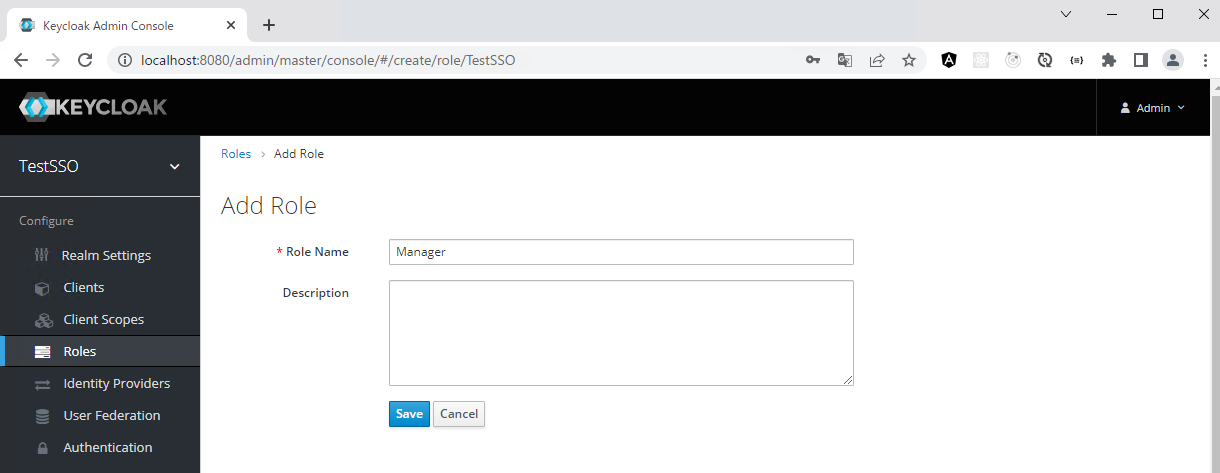 Keycloak Admin Console
localhost:8080/admin/master/console/#/create/role/TestSSO
KEYCLOAK
Admin
TestSSO
Roles > Add Role
Add Role
Configure
* Role Name Manager
Realm Settings
Clients
Description
Client Scopes
Roles
Identity Providers
User Federation
Save Cancel
Authentication